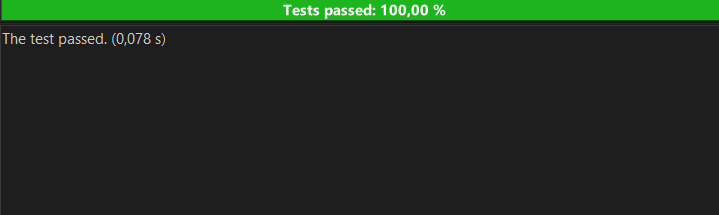 Tests passed: 100,00 %
The test passed. (0,078 s)